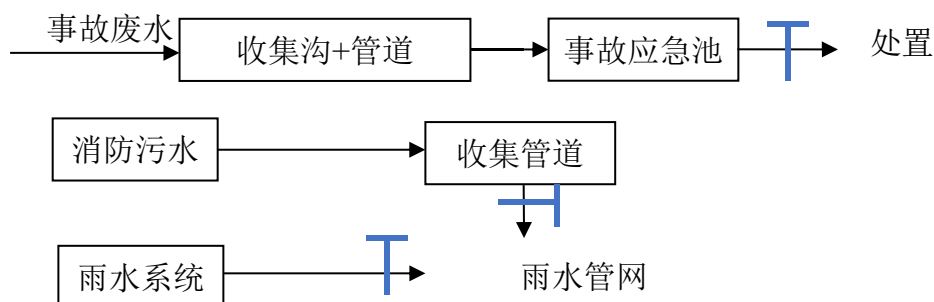 事故废水
收集沟+管道
事故应急池
处置
消防污水
收集管道
雨水系统
雨水管网